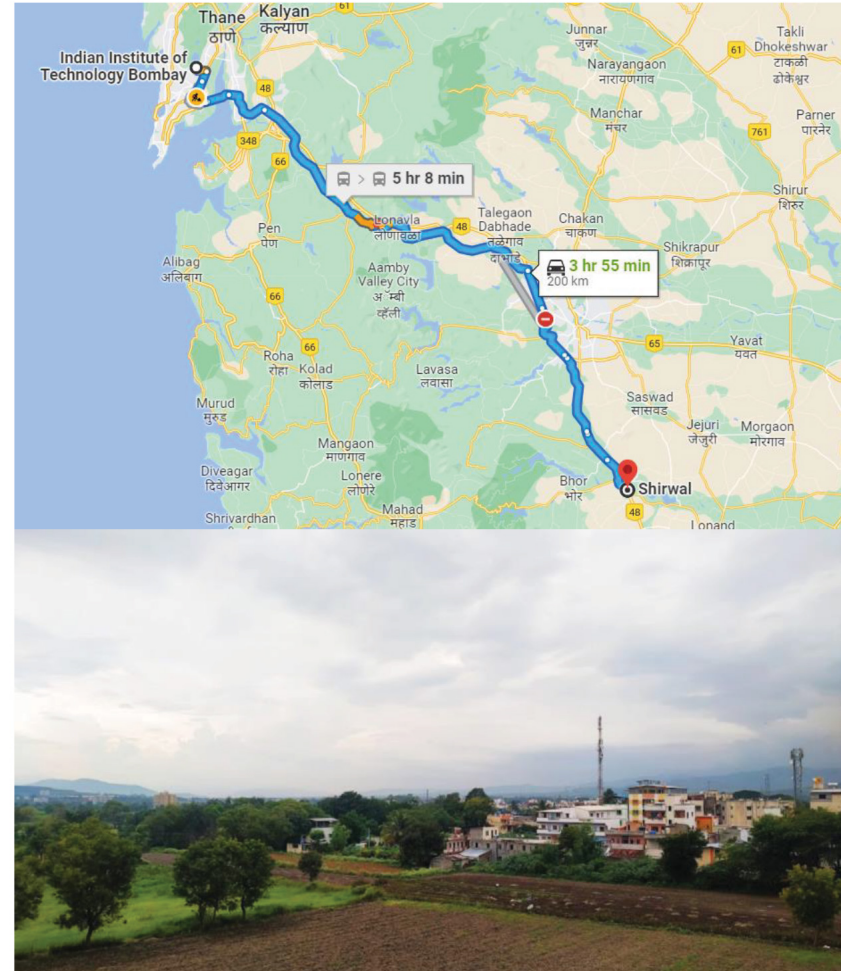 Thane
ठाणे
Kalyan
कल्याण
61
Junnar
जुन्नर
Takli
Dhokeshwar
टाकळी
ढोकेश्वर
61
Indian Institute of
Technology Bombay
Narayangaon
नारायणगांव
48
Manchar
मंचर
Parner
पारनेर
761
348
66
5 hr 8 min
Shirur
शिरुर
Pen
पेण
Lonavla
लोणावळा
48
Talegaon
Dabhade
तळेगाव
दाभाडे
Chakan
चाकण
Shikrapur
शिक्रापूर
Alibag
अलिबाग
Aamby
Valley City
अॅम्बी
व्हॅली
3 hr 55 min
200 km
66
66
65
Yavat
यवत
Roha
रोहा
Kolad
कोलाड
Lavasa
लवासा
Saswad
सासवड
Murud
मुरुड
Jejuri
जेजुरी
Morgaon
मोरगाव
Mangaon
माणगाव
Diveagar
दिवेआगर
Lonere
लोणेरे
Bhor
भोर
Shirwal
Shrivardhan
Mahad
महाड
48
Lonand